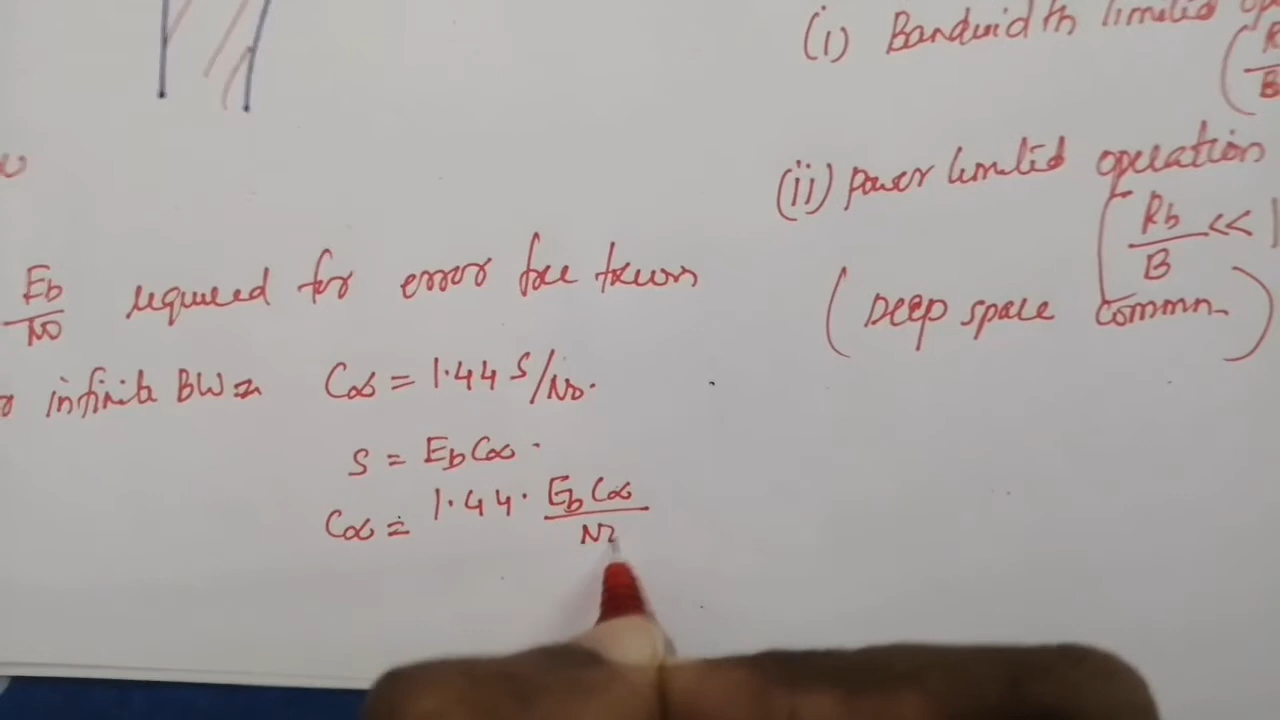 (i) Bandwidth limited
(ii) Power limited operation
Rb/B << 1
(Deep space commn.)
Eb/No required for error free trans
infinite BW = C∞ = 1.44 S/No.
S = Eb C∞.
C∞ = 1.44. Eb C∞/No